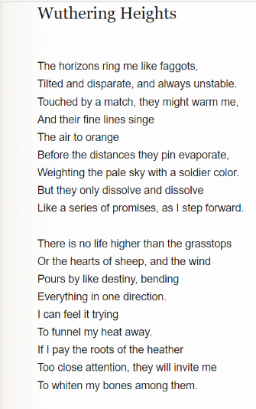 Wuthering Heights
The horizons ring me like faggots,
Tilted and disparate, and always unstable.
Touched by a match, they might warm me,
And their fine lines singe
The air to orange
Before the distances they pin evaporate,
Weighting the pale sky with a soldier color.
But they only dissolve and dissolve
Like a series of promises, as I step forward.
There is no life higher than the grasstops
Or the hearts of sheep, and the wind
Pours by like destiny, bending
Everything in one direction.
I can feel it trying
To funnel my heat away.
If I pay the roots of the heather
Too close attention, they will invite me
To whiten my bones among them.